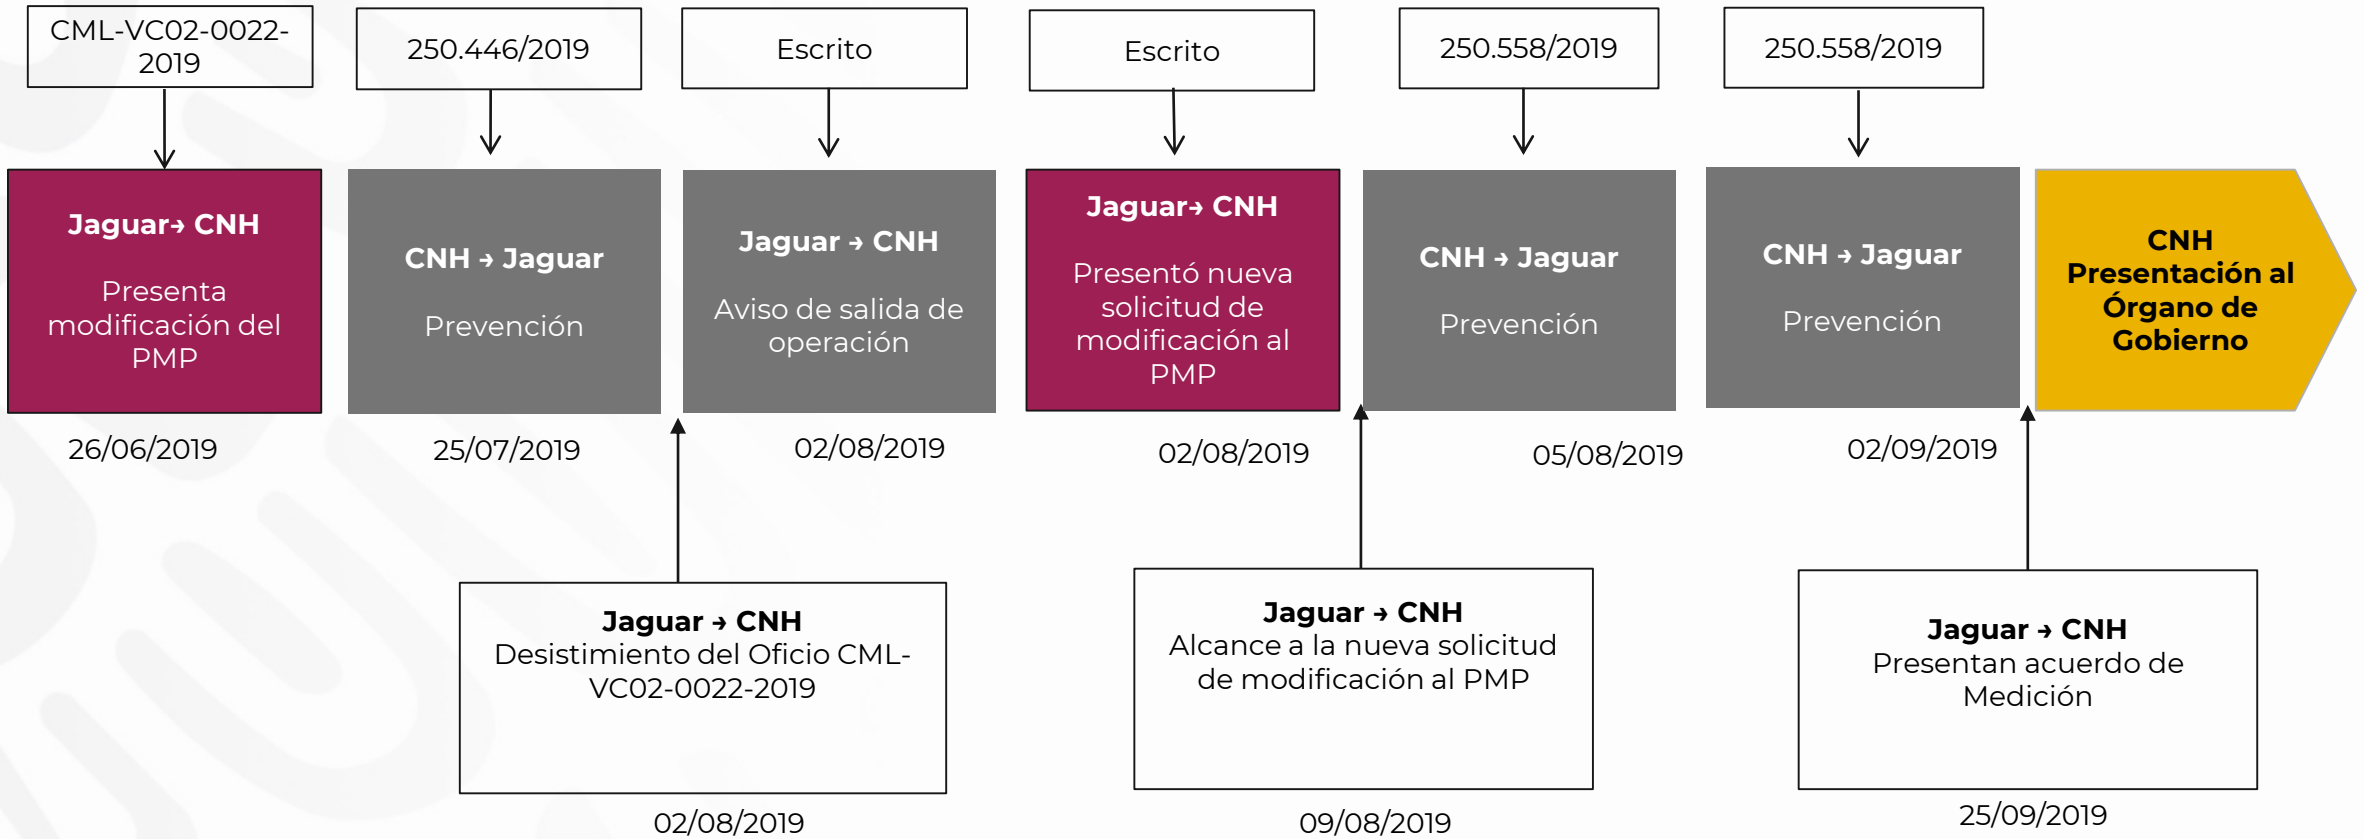 CML-VC02-0022-
2019
250.446/2019
Escrito
Escrito
250.558/2019
250.558/2019
Jaguar→ CNH
Presenta
modificación del
PMP
CNH → Jaguar
Prevención
Jaguar → CNH
Aviso de salida de
operación
Jaguar→ CNH
Presentó nueva
solicitud de
modificación al
PMP
CNH → Jaguar
Prevención
CNH → Jaguar
Prevención
CNH
Presentación al
Órgano de
Gobierno
26/06/2019
25/07/2019
02/08/2019
02/08/2019
05/08/2019
02/09/2019
Jaguar → CNH
Desistimiento del Oficio CML-
VC02-0022-2019
Jaguar → CNH
Alcance a la nueva solicitud
de modificación al PMP
Jaguar → CNH
Presentan acuerdo de
Medición
02/08/2019
09/08/2019
25/09/2019